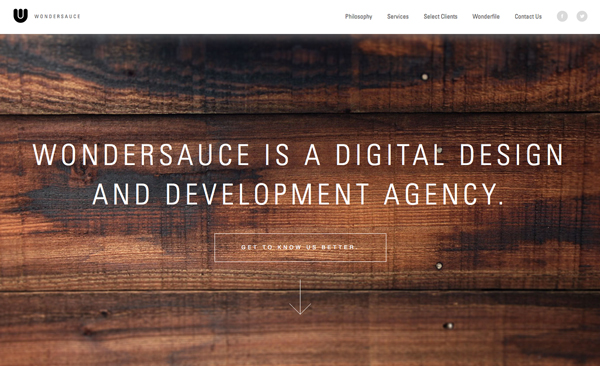 WONDERSAUCE
Philosophy Services Select Clients Wonderfile Contact Us
WONDERSAUCE IS A DIGITAL DESIGN
AND DEVELOPMENT AGENCY.
GET TO KNOW US BETTER.